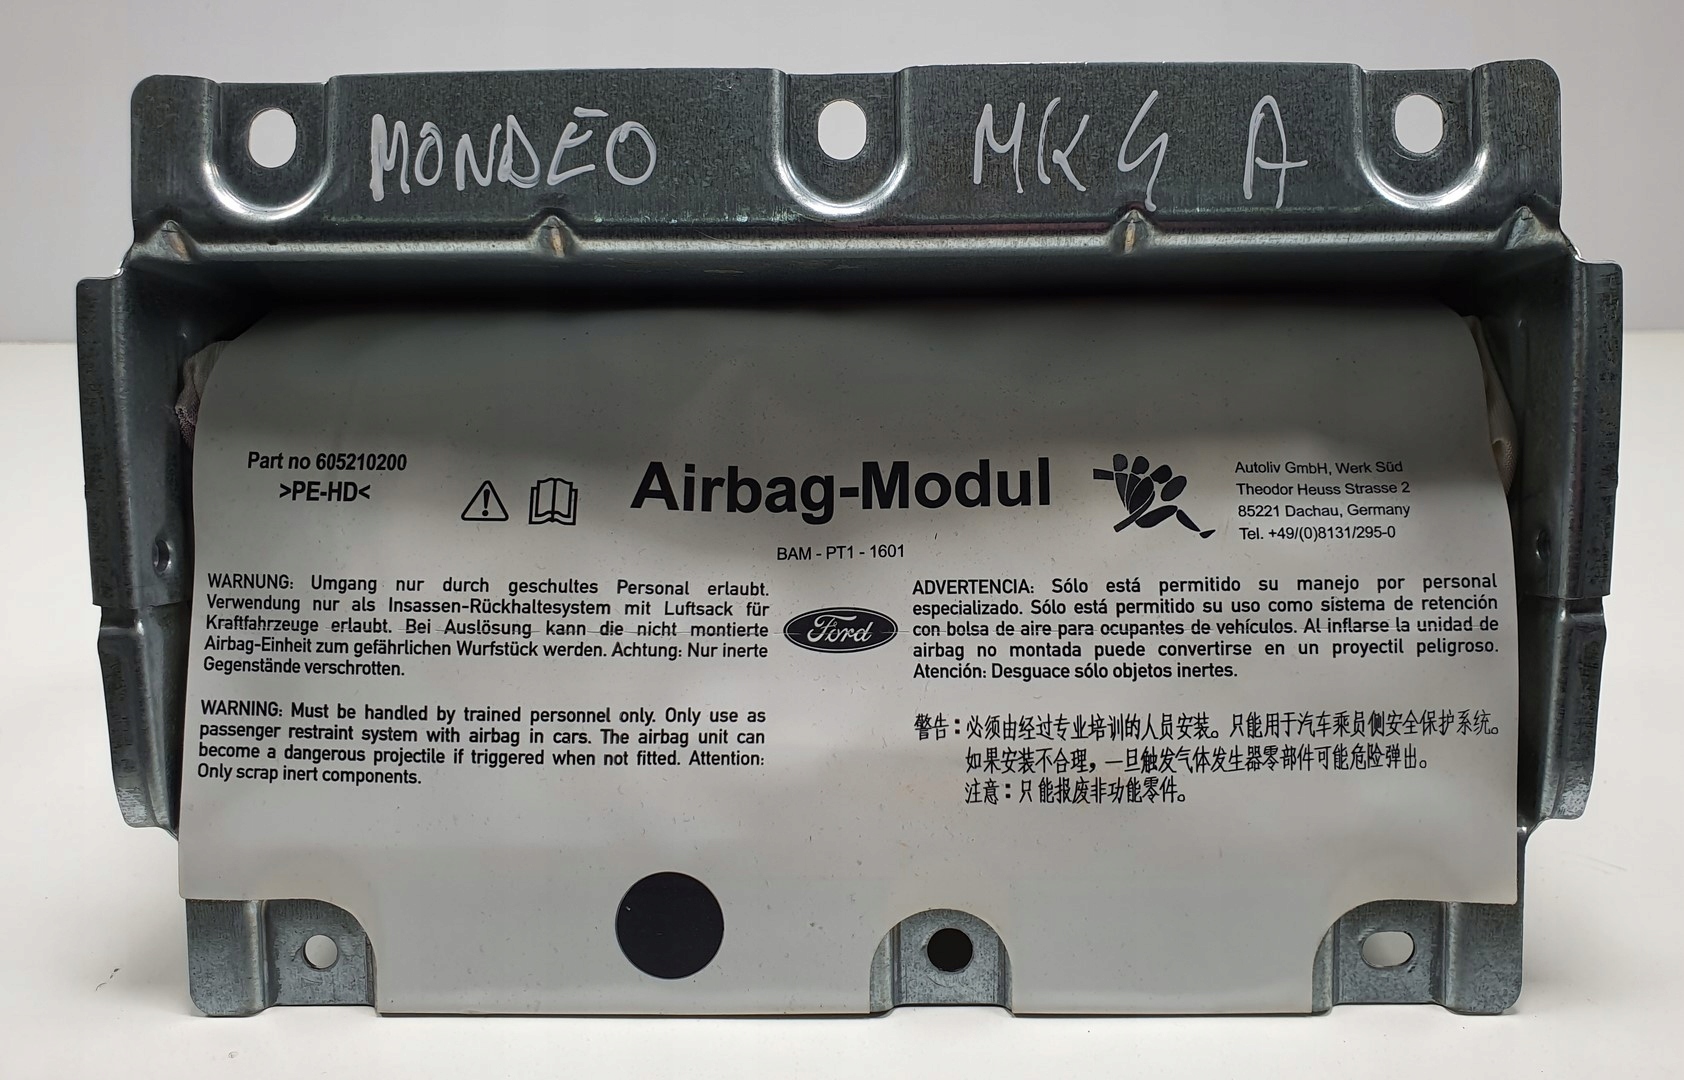 MONDEO MK4 A
Part no 605210200
>PE-HD<
Airbag-Modul
BAM - PT1 - 1601
Autoliv GmbH, Werk Süd
Theodor Heuss Strasse 2
85221 Dachau, Germany
Tel. +49/(0)8131/295-0
WARNUNG: Umgang nur durch geschultes Personal erlaubt.
Verwendung nur als Insassen-Rückhaltesystem mit Luftsack für
Kraftfahrzeuge erlaubt. Bei Auslösung kann die nicht montierte
Airbag-Einheit zum gefährlichen Wurfstück werden. Achtung: Nur inerte
Gegenstände verschrotten.
WARNING: Must be handled by trained personnel only. Only use as
passenger restraint system with airbag in cars. The airbag unit can
become a dangerous projectile if triggered when not fitted. Attention:
Only scrap inert components.
Ford
ADVERTENCIA: Sólo está permitido su manejo por personal
especializado. Sólo está permitido su uso como sistema de retención
con bolsa de aire para ocupantes de vehículos. Al inflarse la unidad de
airbag no montada puede convertirse en un proyectil peligroso.
Atención: Desguace sólo objetos inertes.
警告：必须由经过专业培训的人员安装。只能用于汽车乘员侧安全保护系统。
如果安装不合理，一旦触发气体发生器零部件可能危险弹出。
注意：只能报废非功能零件。